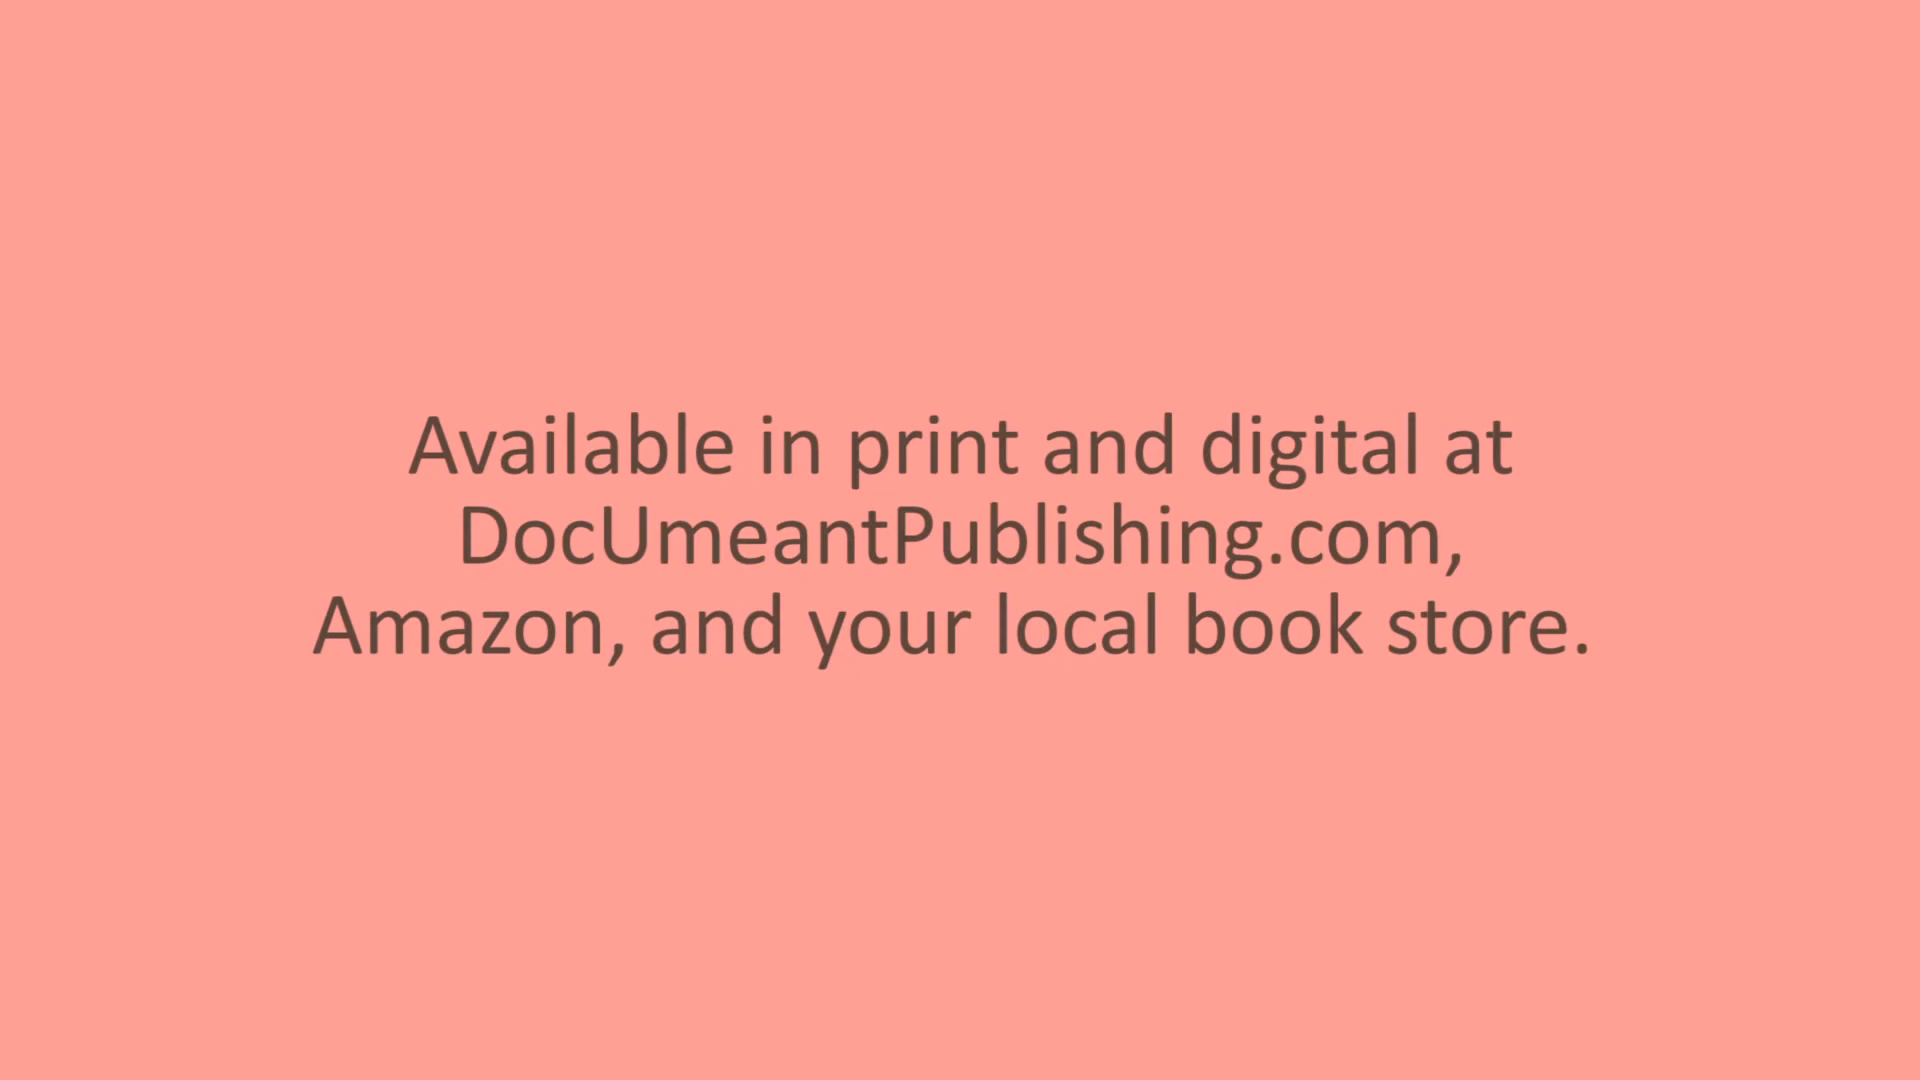 Available in print and digital at
DocUmeantPublishing.com,
Amazon, and your local book store.